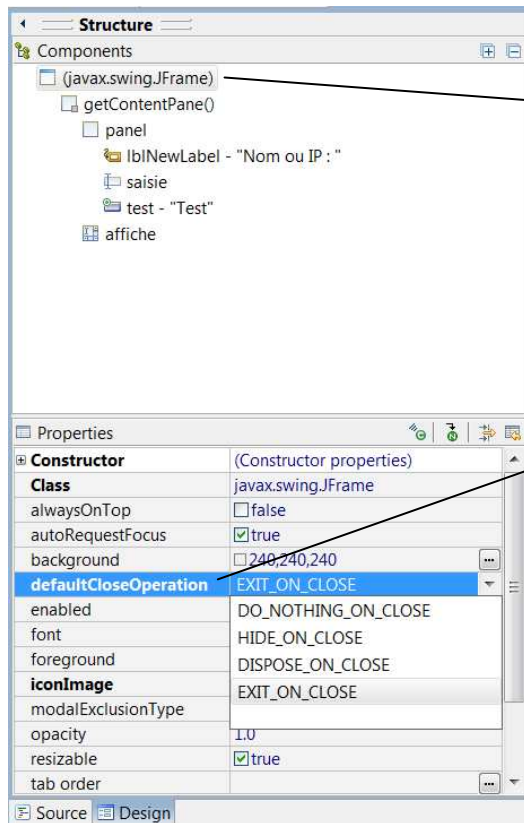 Structure
Components
(javax.swing.JFrame)
getContentPane()
panel
lblNewLabel - "Nom ou IP : "
saisie
test - "Test"
affiche
Properties
Constructor (Constructor properties)
Class javax.swing.JFrame
alwaysOnTop false
autoRequestFocus true
background 240,240,240 ...
defaultCloseOperation EXIT_ON_CLOSE
enabled DO_NOTHING_ON_CLOSE
font HIDE_ON_CLOSE
foreground DISPOSE_ON_CLOSE
iconImage EXIT_ON_CLOSE
modalExclusionType
opacity 1.0
resizable true
tab order ...
Source Design